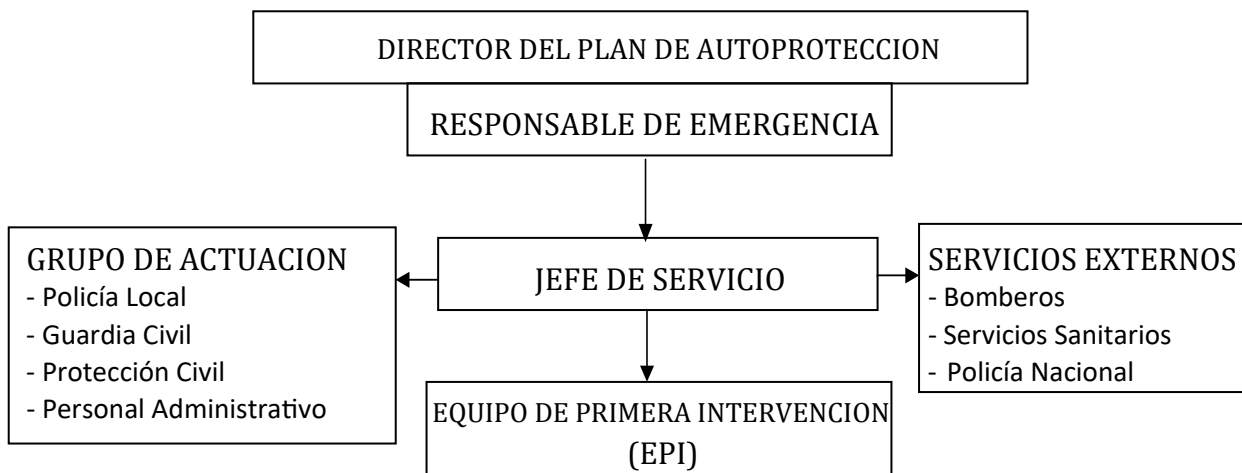 DIRECTOR DEL PLAN DE AUTOPROTECCION
RESPONSABLE DE EMERGENCIA
GRUPO DE ACTUACION
- Policía Local
- Guardia Civil
- Protección Civil
- Personal Administrativo
JEFE DE SERVICIO
SERVICIOS EXTERNOS
- Bomberos
- Servicios Sanitarios
- Policía Nacional
EQUIPO DE PRIMERA INTERVENCION
(EPI)